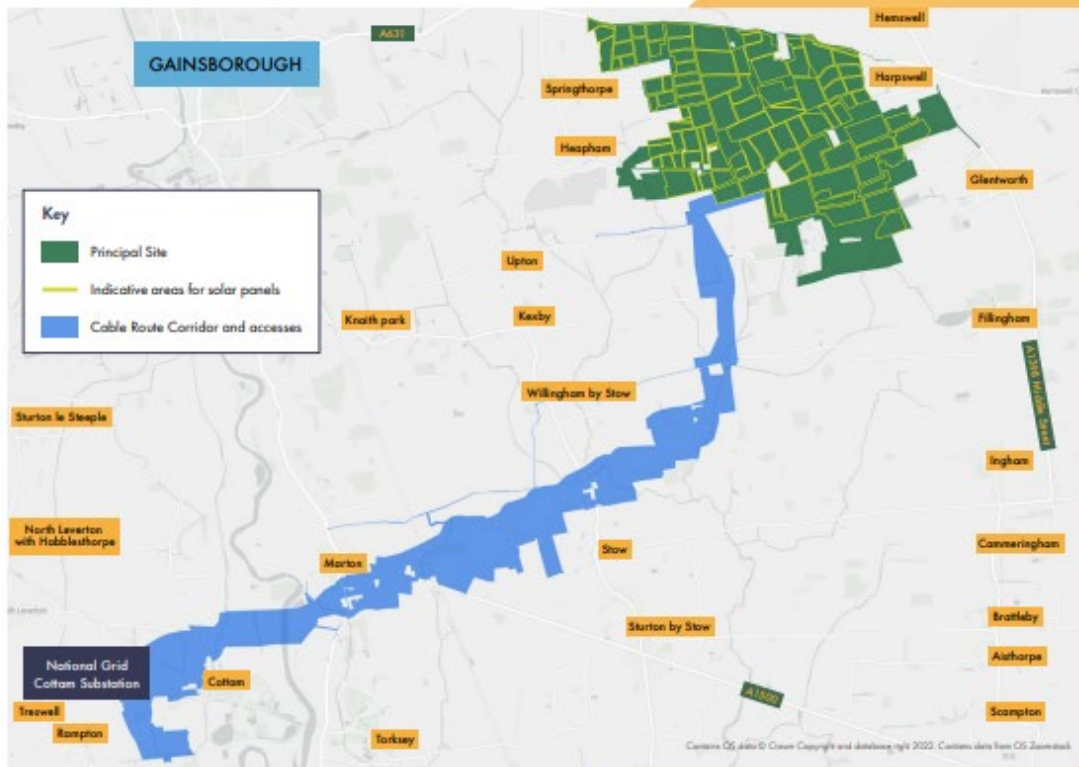 Hemswell
A631
GAINSBOROUGH
Harpswell
Springthorpe
Heapham
Glentworth
Key
Principal Site
Indicative areas for solar panels
Cable Route Corridor and accesses
Upton
Kexby
Knaith park
Fillingham
A1398 Middle Street
Willingham by Stow
Sturton le Steeple
Ingham
North Leverton
with Habblesthorpe
Cammeringham
Stow
Marton
Brattleby
Sturton by Stow
Aisthorpe
National Grid
Cottam Substation
Cottam
A1500
Treswell
Rampton
Torksey
Scampton
Contains OS data © Crown Copyright and database right 2022. Contains data from OS Zoomstack